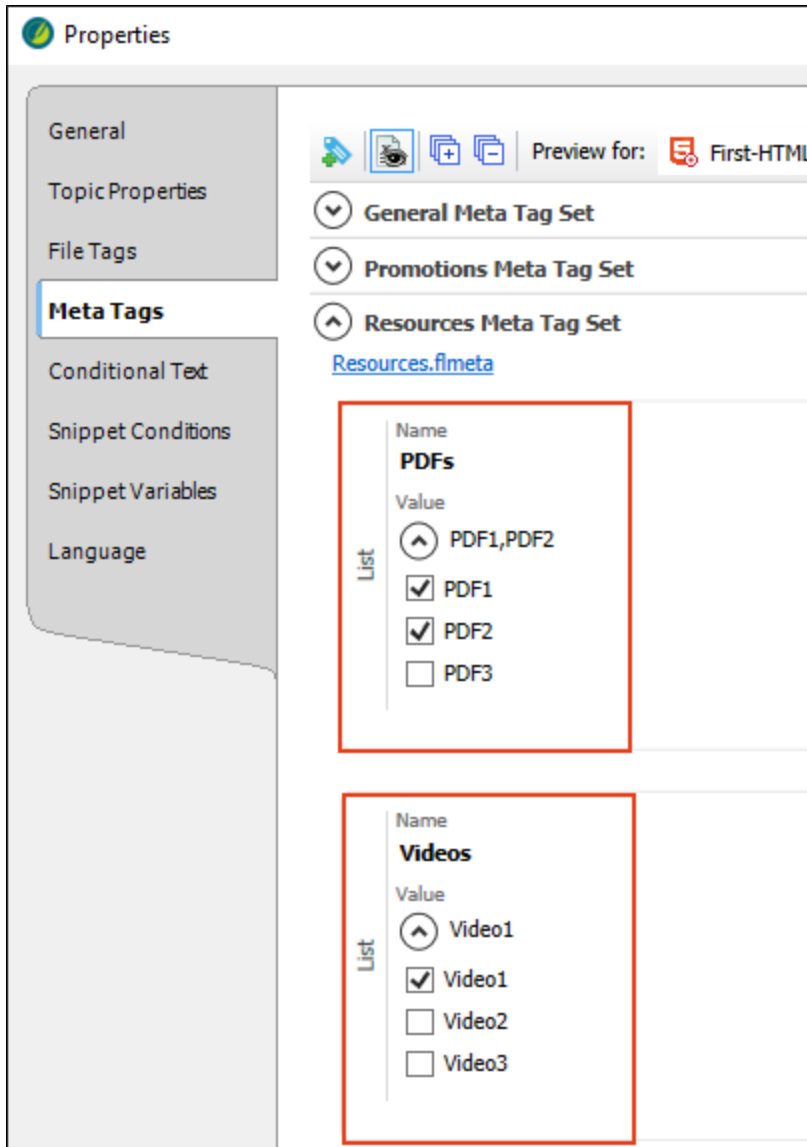 Properties
General
Topic Properties
File Tags
Meta Tags
Conditional Text
Snippet Conditions
Snippet Variables
Language
Preview for: First-HTML
General Meta Tag Set
Promotions Meta Tag Set
Resources Meta Tag Set
Resources.flmeta
List
Name
PDFs
Value
PDF1,PDF2
PDF1
PDF2
PDF3
List
Name
Videos
Value
Video1
Video1
Video2
Video3